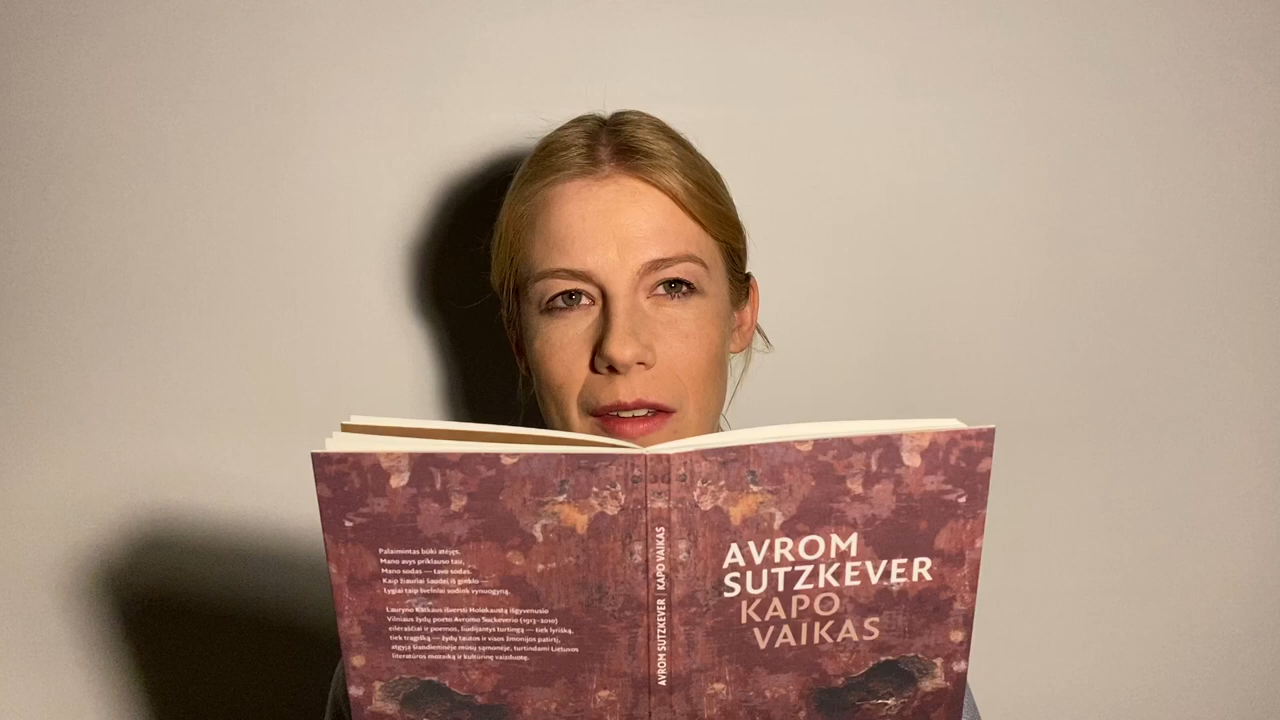 Palaimintas būki atėjęs.
Mano avys priklauso tau,
Mano sodas — tavo sodas.
Kaip žiauriai šaudei iš ginklo —
Lygiai taip švelniai sodink vynuogyną.
Lauryno Katkaus išversti Holokaustą išgyvenusio
Vilniaus žydų poeto Avromo Suckeverio (1913–2010)
eilėraščiai ir poemos, liudijantys turtingą — tiek lyrišką,
tiek tragišką — žydų tautos ir visos žmonijos patirtį,
atgyja šiandieninėje mūsų sąmonėje, turtindami Lietuvos
literatūros mozaiką ir kultūrinę vaizduotę.
AVROM SUTZKEVER | KAPO VAIKAS
AVROM
SUTZKEVER
KAPO
VAIKAS